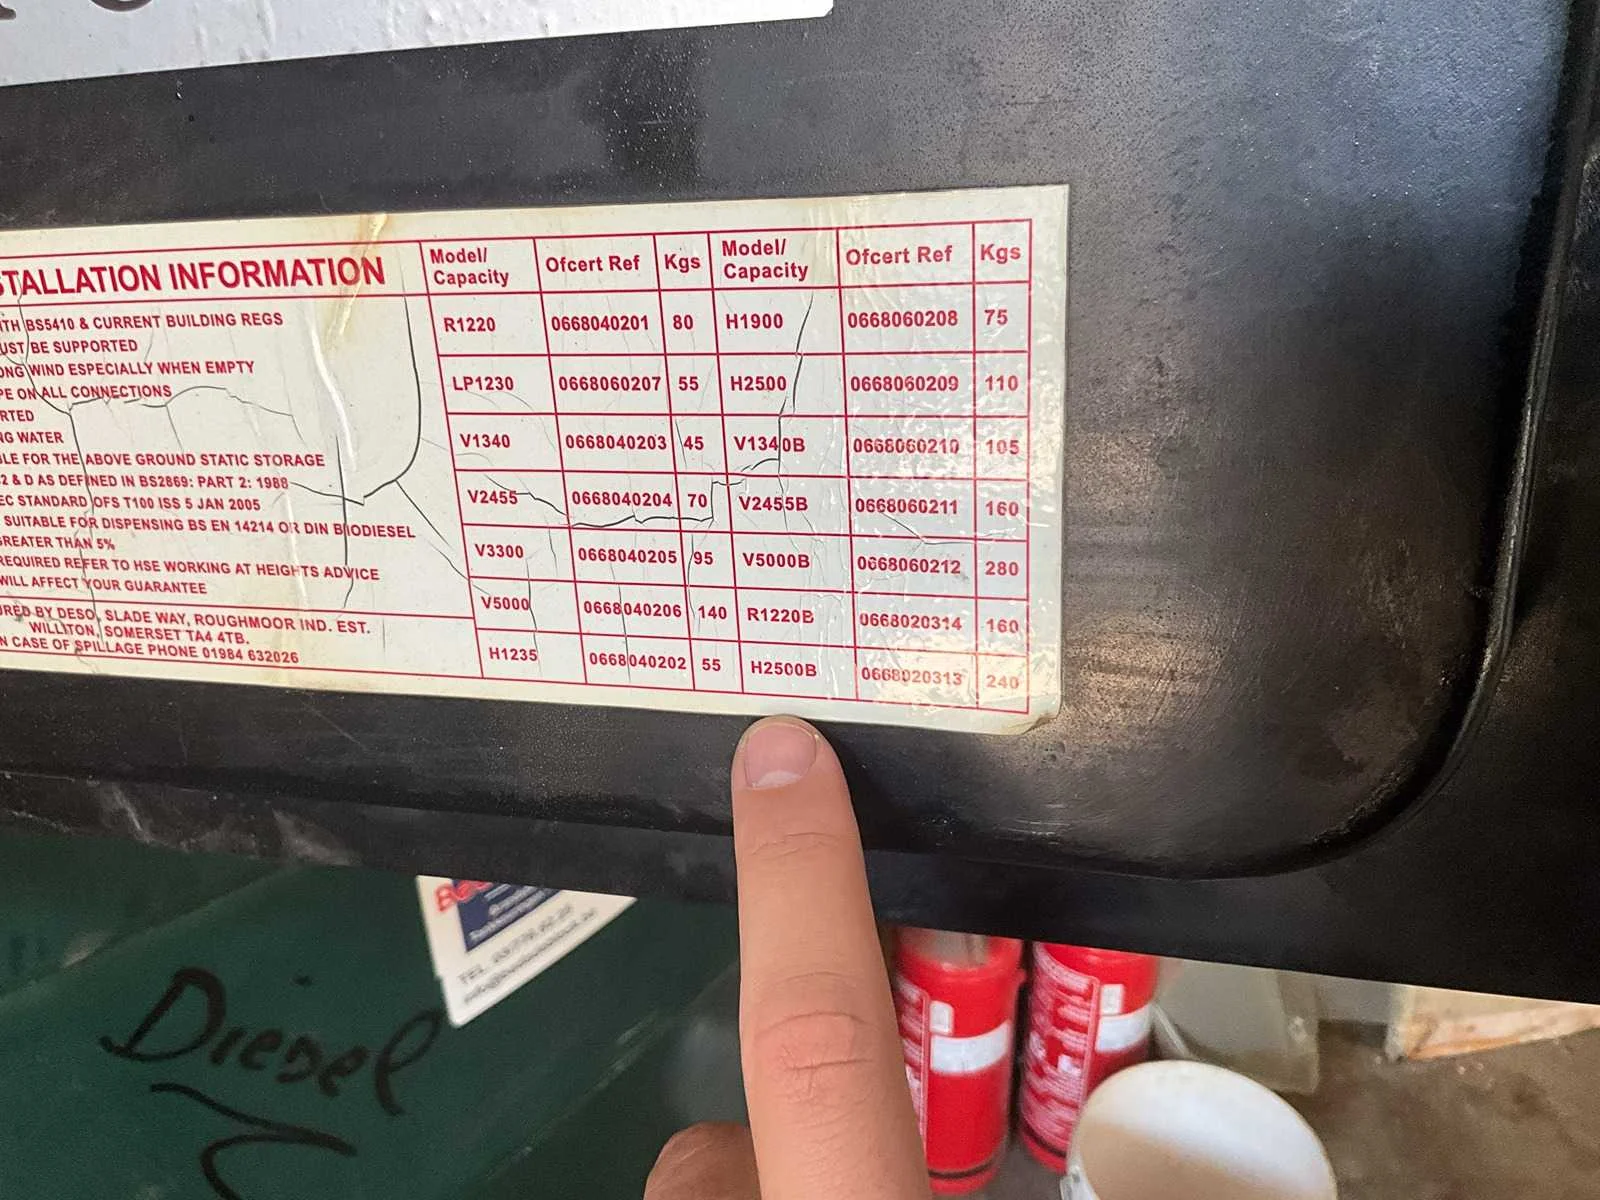 STALLATION INFORMATION
ITH BS5410 & CURRENT BUILDING REGS
UST BE SUPPORTED
ONG WIND ESPECIALLY WHEN EMPTY
PE ON ALL CONNECTIONS
RTED
NG WATER
BLE FOR THE ABOVE GROUND STATIC STORAGE
2 & D AS DEFINED IN BS2869: PART 2: 1988
EC STANDARD OFS T100 ISS 5 JAN 2005
SUITABLE FOR DISPENSING BS EN 14214 OR DIN BIODIESEL
GREATER THAN 5%
REQUIRED REFER TO HSE WORKING AT HEIGHTS ADVICE
WILL AFFECT YOUR GUARANTEE
URED BY DESO, SLADE WAY, ROUGHMOOR IND. EST.
WILLITON, SOMERSET TA4 4TB.
N CASE OF SPILLAGE PHONE 01984 632026
Model/ Capacity Ofcert Ref Kgs Model/ Capacity Ofcert Ref Kgs
R1220 0668040201 80 H1900 0668060208 75
LP1230 0668060207 55 H2500 0668060209 110
V1340 0668040203 45 V1340B 0668060210 105
V2455 0668040204 70 V2455B 0668060211 160
V3300 0668040205 95 V5000B 0668060212 280
V5000 0668040206 140 R1220B 0668020314 160
H1235 0668040202 55 H2500B 0668020313 240
TEL.
Diesel